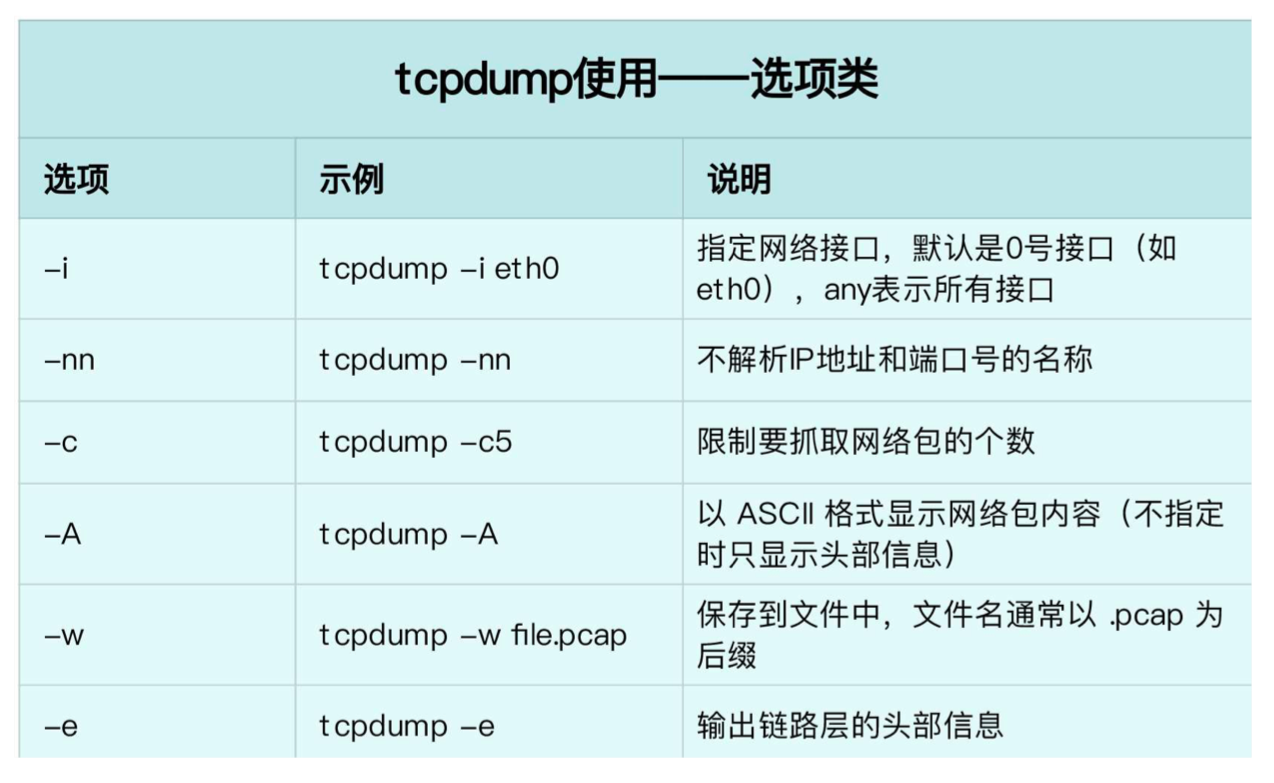 tcpdump使用——选项类
选项 示例 说明
–i tcpdump –i eth0 指定网络接口，默认是0号接口（如
eth0），any表示所有接口
–nn tcpdump –nn 不解析IP地址和端口号的名称
–c tcpdump –c5 限制要抓取网络包的个数
–A tcpdump –A 以 ASCII 格式显示网络包内容（不指定
时只显示头部信息）
–w tcpdump –w file.pcap 保存到文件中，文件名通常以 .pcap 为
后缀
–e tcpdump –e 输出链路层的头部信息